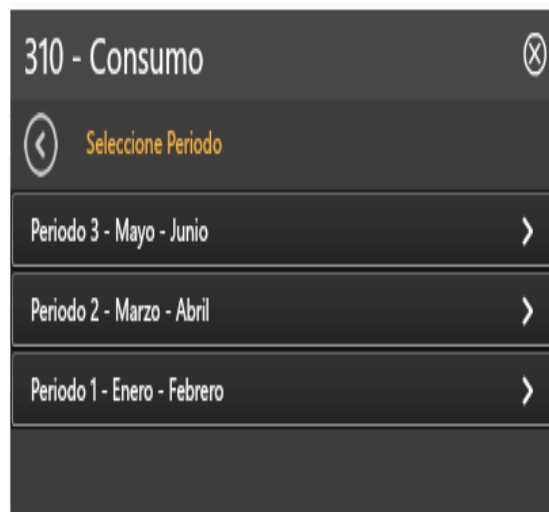 310 - Consumo
Seleccione Periodo
Periodo 3 - Mayo - Junio
Periodo 2 - Marzo - Abril
Periodo 1 - Enero - Febrero